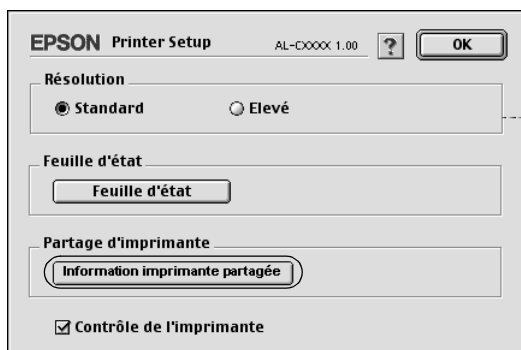 EPSON Printer Setup AL-CXXXX 1.00 ? OK
Résolution
Standard Elevé
Feuille d'état
Feuille d'état
Partage d'imprimante
Information imprimante partagée
Contrôle de l'imprimante